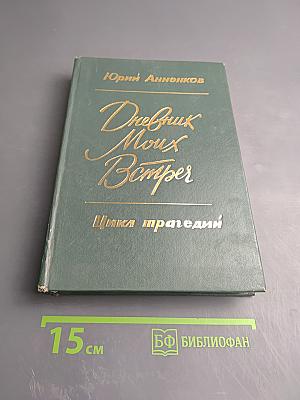 Юрий Анненков
Дневник
Моих
Встреч
Цикл трагедий
15 см
БФ БИБЛИОФАН